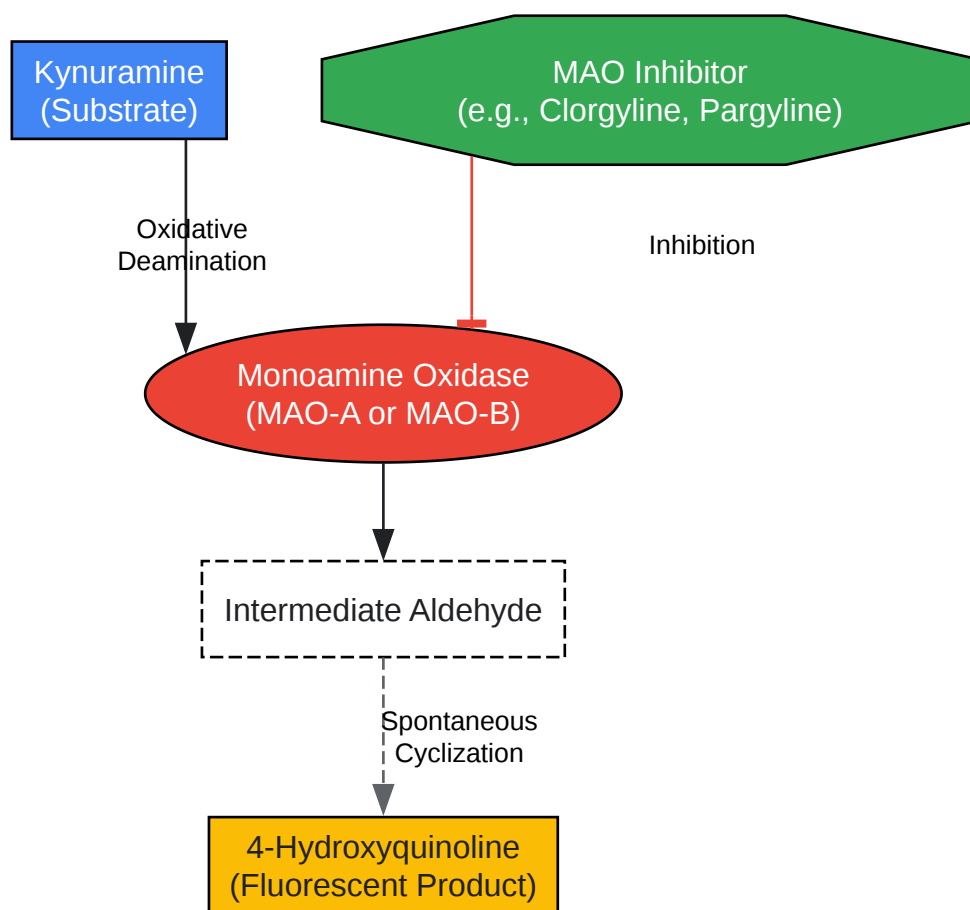 Kynuramine
(Substrate)
MAO Inhibitor
(e.g., Clorgyline, Pargyline)
Oxidative
Deamination
Inhibition
Monoamine Oxidase
(MAO-A or MAO-B)
Intermediate Aldehyde
Spontaneous
Cyclization
4-Hydroxyquinoline
(Fluorescent Product)